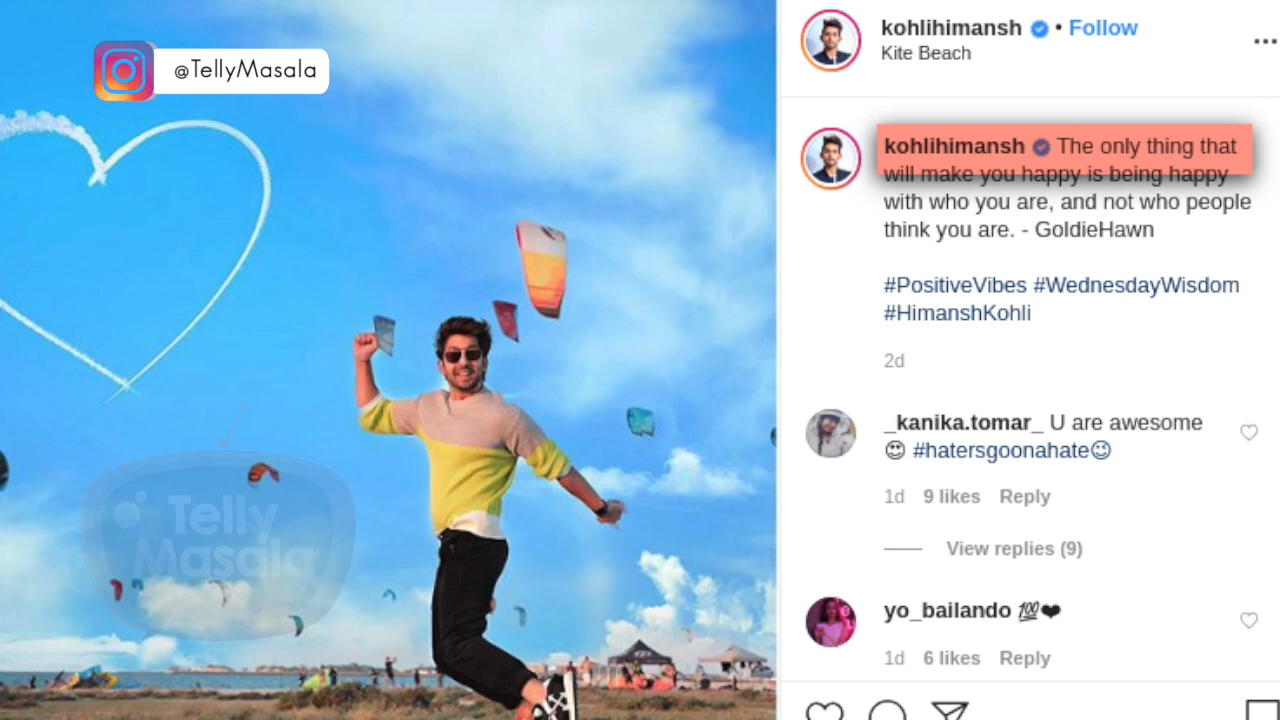 @TellyMasala
Telly
Masala
kohlihimansh • Follow
Kite Beach
kohlihimansh The only thing that
will make you happy is being happy
with who you are, and not who people
think you are. - GoldieHawn
#PositiveVibes #WednesdayWisdom
#HimanshKohli
2d
_kanika.tomar_ U are awesome
😍 #hatersgoonahate😉
1d 9 likes Reply
View replies (9)
yo_bailando 💯❤
1d 6 likes Reply